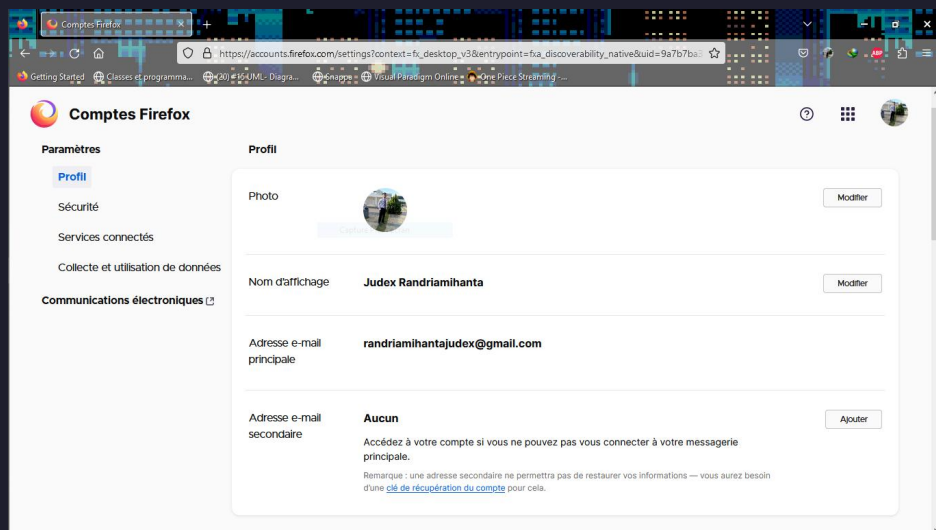 Comptes Firefox
https://accounts.firefox.com/settings?context=fx_desktop_v3&entrypoint=fxa_discoverability_native&uid=9a7b7ba
Getting Started Classes et programma... (20) #16 UML- Diagra... Snappa Visual Paradigm Online One Piece Streaming -...
Comptes Firefox
Paramètres
Profil
Sécurité
Services connectés
Collecte et utilisation de données
Communications électroniques
Profil
Photo
Modifier
Nom d'affichage
Judex Randriamihanta
Modifier
Adresse e-mail
principale
randriamihantajudex@gmail.com
Adresse e-mail
secondaire
Aucun
Ajouter
Accédez à votre compte si vous ne pouvez pas vous connecter à votre messagerie
principale.
Remarque : une adresse secondaire ne permettra pas de restaurer vos informations — vous aurez besoin
d'une clé de récupération du compte pour cela.